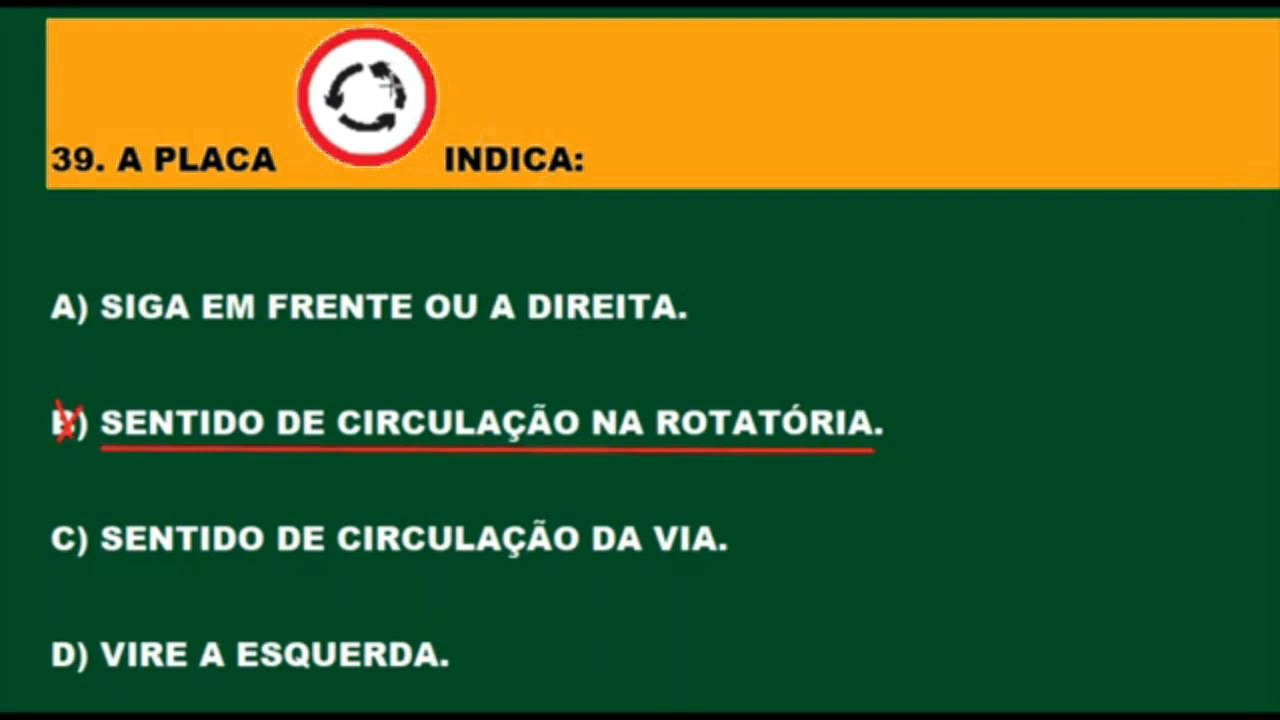 39. A PLACA INDICA:
A) SIGA EM FRENTE OU A DIREITA.
B) SENTIDO DE CIRCULAÇÃO NA ROTATÓRIA.
C) SENTIDO DE CIRCULAÇÃO DA VIA.
D) VIRE A ESQUERDA.